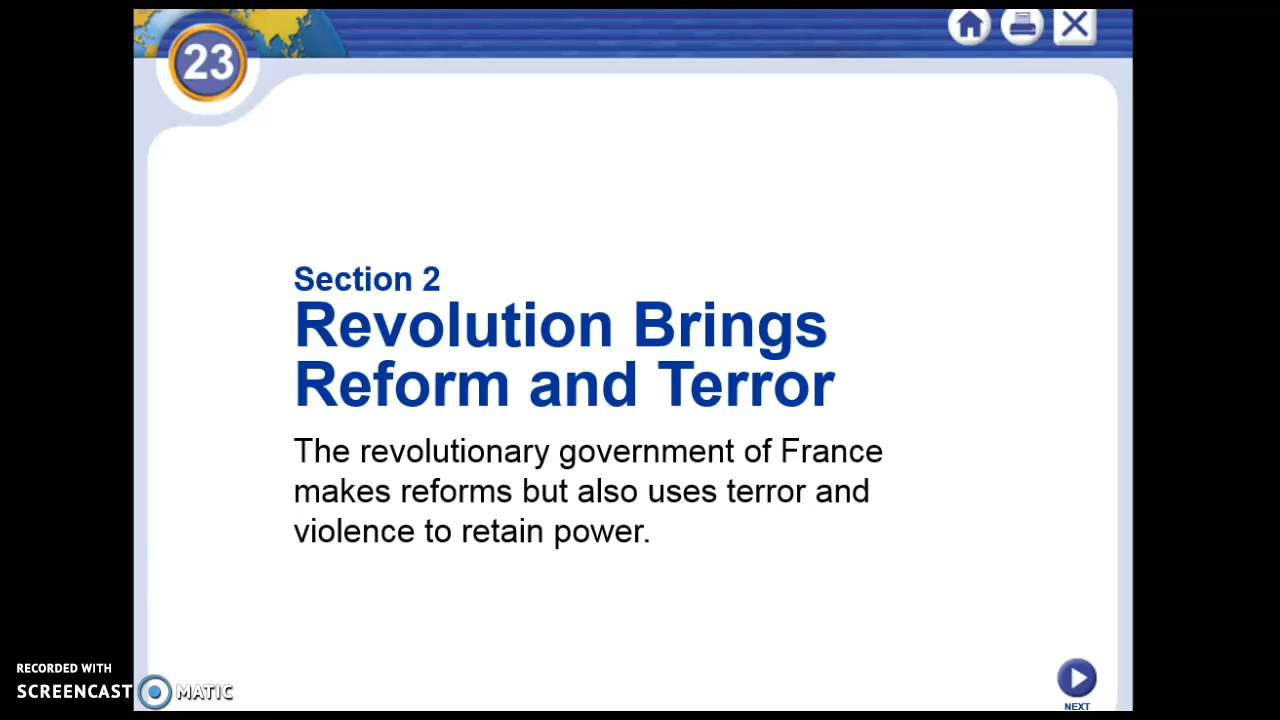 23
Section 2
Revolution Brings
Reform and Terror
The revolutionary government of France
makes reforms but also uses terror and
violence to retain power.
RECORDED WITH
SCREENCAST MATIC
NEXT